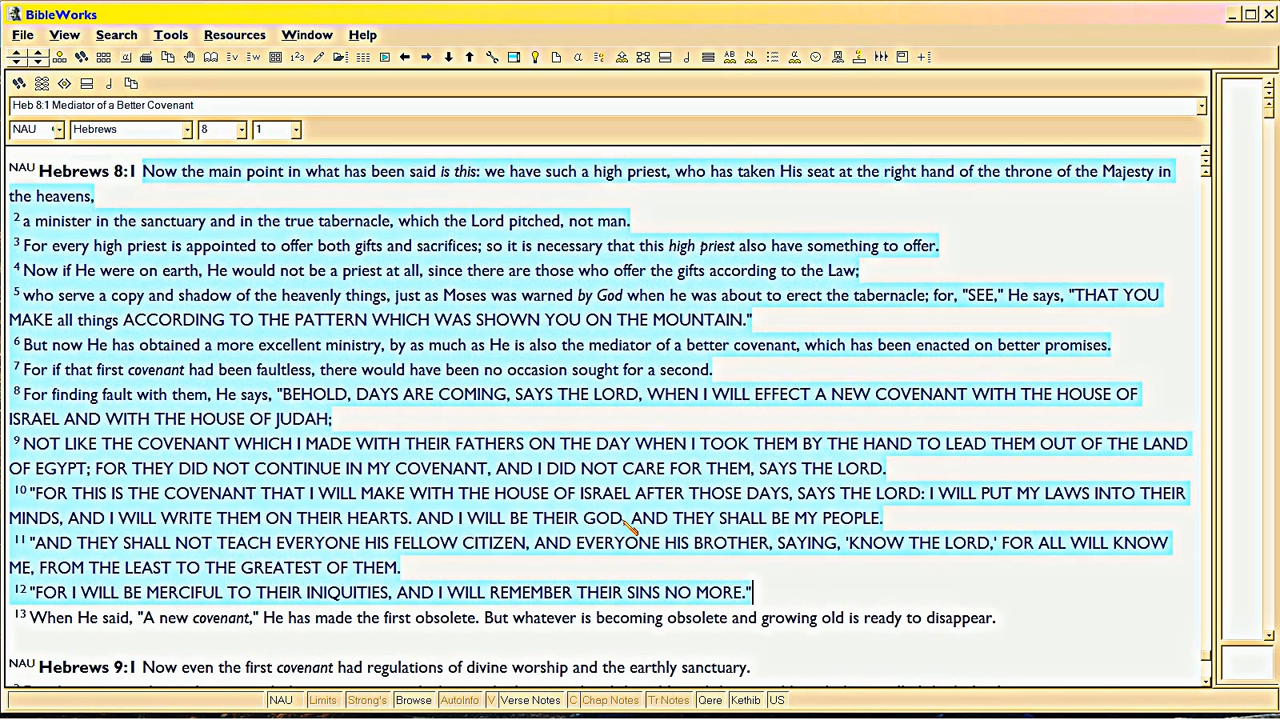 BibleWorks
File View Search Tools Resources Window Help
Heb 8:1 Mediator of a Better Covenant
NAU Hebrews 8 1
NAU Hebrews 8:1 Now the main point in what has been said is this: we have such a high priest, who has taken His seat at the right hand of the throne of the Majesty in
the heavens,
2 a minister in the sanctuary and in the true tabernacle, which the Lord pitched, not man.
3 For every high priest is appointed to offer both gifts and sacrifices; so it is necessary that this high priest also have something to offer.
4 Now if He were on earth, He would not be a priest at all, since there are those who offer the gifts according to the Law;
5 who serve a copy and shadow of the heavenly things, just as Moses was warned by God when he was about to erect the tabernacle; for, "SEE," He says, "THAT YOU
MAKE all things ACCORDING TO THE PATTERN WHICH WAS SHOWN YOU ON THE MOUNTAIN."
6 But now He has obtained a more excellent ministry, by as much as He is also the mediator of a better covenant, which has been enacted on better promises.
7 For if that first covenant had been faultless, there would have been no occasion sought for a second.
8 For finding fault with them, He says, "BEHOLD, DAYS ARE COMING, SAYS THE LORD, WHEN I WILL EFFECT A NEW COVENANT WITH THE HOUSE OF
ISRAEL AND WITH THE HOUSE OF JUDAH;
9 NOT LIKE THE COVENANT WHICH I MADE WITH THEIR FATHERS ON THE DAY WHEN I TOOK THEM BY THE HAND TO LEAD THEM OUT OF THE LAND
OF EGYPT; FOR THEY DID NOT CONTINUE IN MY COVENANT, AND I DID NOT CARE FOR THEM, SAYS THE LORD.
10 "FOR THIS IS THE COVENANT THAT I WILL MAKE WITH THE HOUSE OF ISRAEL AFTER THOSE DAYS, SAYS THE LORD: I WILL PUT MY LAWS INTO THEIR
MINDS, AND I WILL WRITE THEM ON THEIR HEARTS. AND I WILL BE THEIR GOD, AND THEY SHALL BE MY PEOPLE.
11 "AND THEY SHALL NOT TEACH EVERYONE HIS FELLOW CITIZEN, AND EVERYONE HIS BROTHER, SAYING, 'KNOW THE LORD,' FOR ALL WILL KNOW
ME, FROM THE LEAST TO THE GREATEST OF THEM.
12 "FOR I WILL BE MERCIFUL TO THEIR INIQUITIES, AND I WILL REMEMBER THEIR SINS NO MORE."
13 When He said, "A new covenant," He has made the first obsolete. But whatever is becoming obsolete and growing old is ready to disappear.
NAU Hebrews 9:1 Now even the first covenant had regulations of divine worship and the earthly sanctuary.
NAU Limits Strong's Browse AutoInfo V Verse Notes C Chap Notes Tr Notes Qere Kethib US